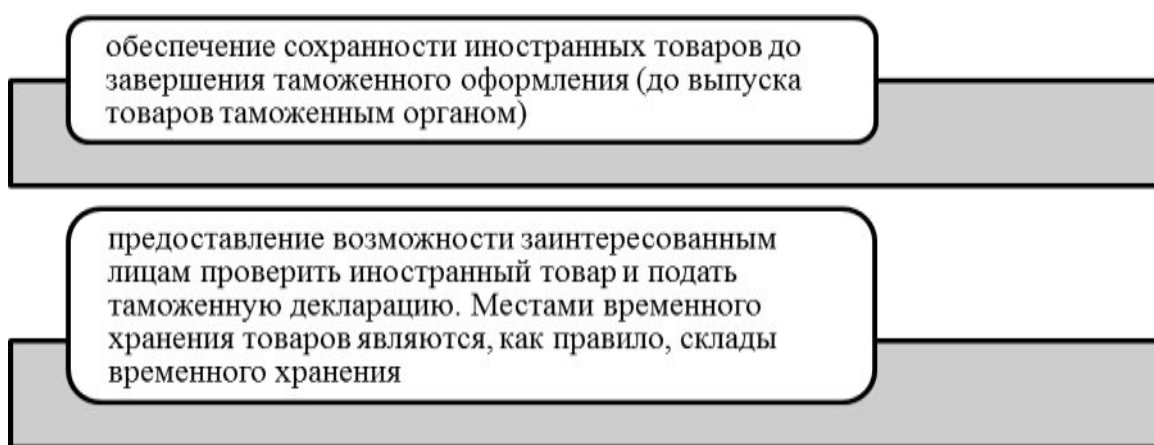 обеспечение сохранности иностранных товаров до
завершения таможенного оформления (до выпуска
товаров таможенным органом)
предоставление возможности заинтересованным
лицам проверить иностранный товар и подать
таможенную декларацию. Местами временного
хранения товаров являются, как правило, склады
временного хранения